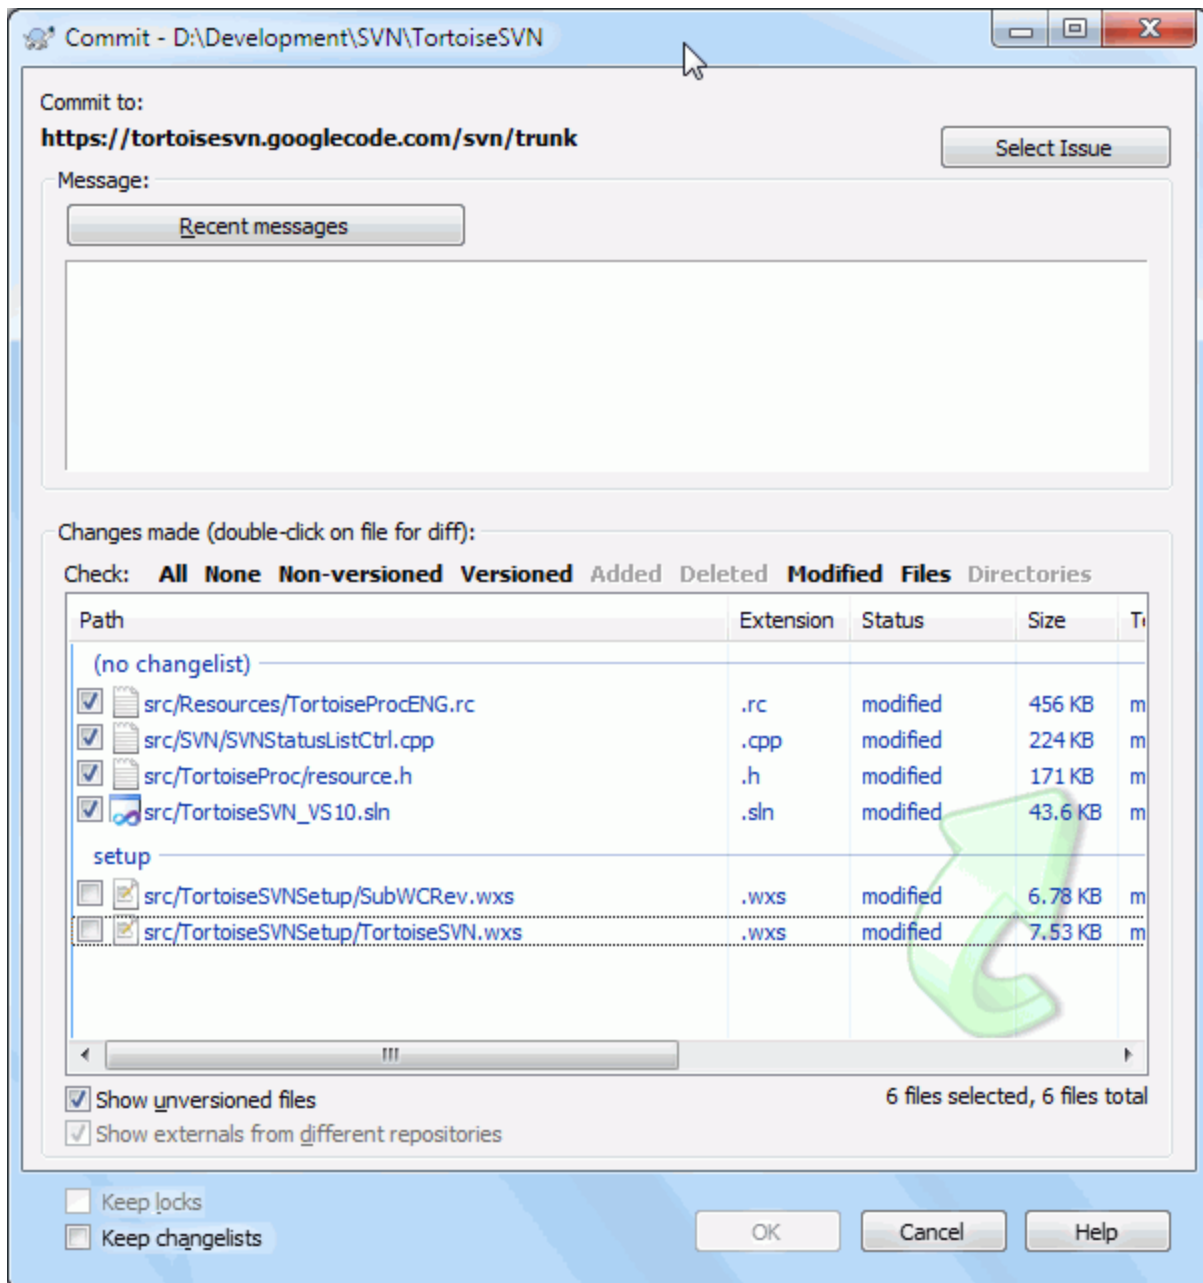 Commit - D:\Development\SVN\TortoiseSVN
Commit to:
https://tortoisesvn.googlecode.com/svn/trunk
Select Issue
Message:
Recent messages
Changes made (double-click on file for diff):
Check: All None Non-versioned Versioned Added Deleted Modified Files Directories
Path Extension Status Size
(no changelist)
src/Resources/TortoiseProcENG.rc .rc modified 456 KB m
src/SVN/SVNStatusListCtrl.cpp .cpp modified 224 KB m
src/TortoiseProc/resource.h .h modified 171 KB m
src/TortoiseSVN_VS10.sln .sln modified 43.6 KB m
setup
src/TortoiseSVNSetup/SubWCRev.wxs .wxs modified 6.78 KB m
src/TortoiseSVNSetup/TortoiseSVN.wxs .wxs modified 7.53 KB m
Show unversioned files
6 files selected, 6 files total
Show externals from different repositories
Keep locks
Keep changelists
OK Cancel Help